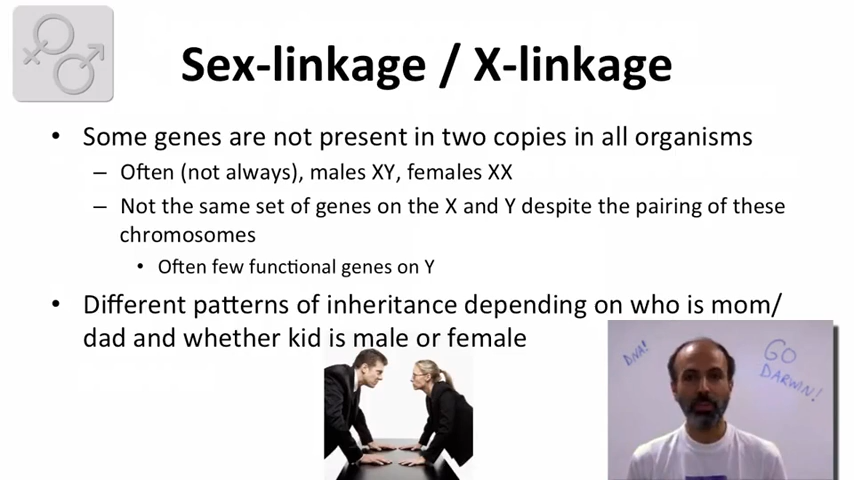 Sex-linkage / X-linkage
• Some genes are not present in two copies in all organisms
– Often (not always), males XY, females XX
– Not the same set of genes on the X and Y despite the pairing of these
chromosomes
• Often few functional genes on Y
• Different patterns of inheritance depending on who is mom/
dad and whether kid is male or female
DNA!
GO
DARWIN!